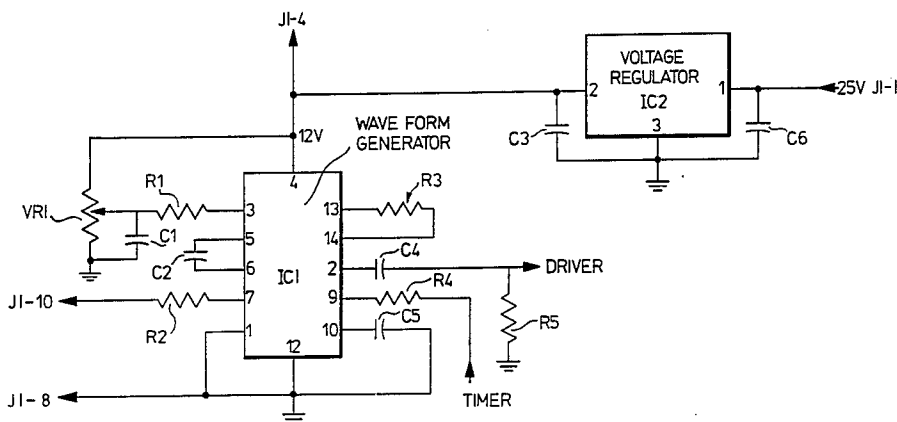 J1-4
VOLTAGE
REGULATOR
IC2
2
1
3
25V J1-1
C3
C6
WAVE FORM
GENERATOR
12V
4
R1
R3
VR1
3
13
C1
5
14
C4
C2
6
IC1
2
DRIVER
R4
J1-10
7
9
C5
R2
1
10
R5
12
J1-8
TIMER